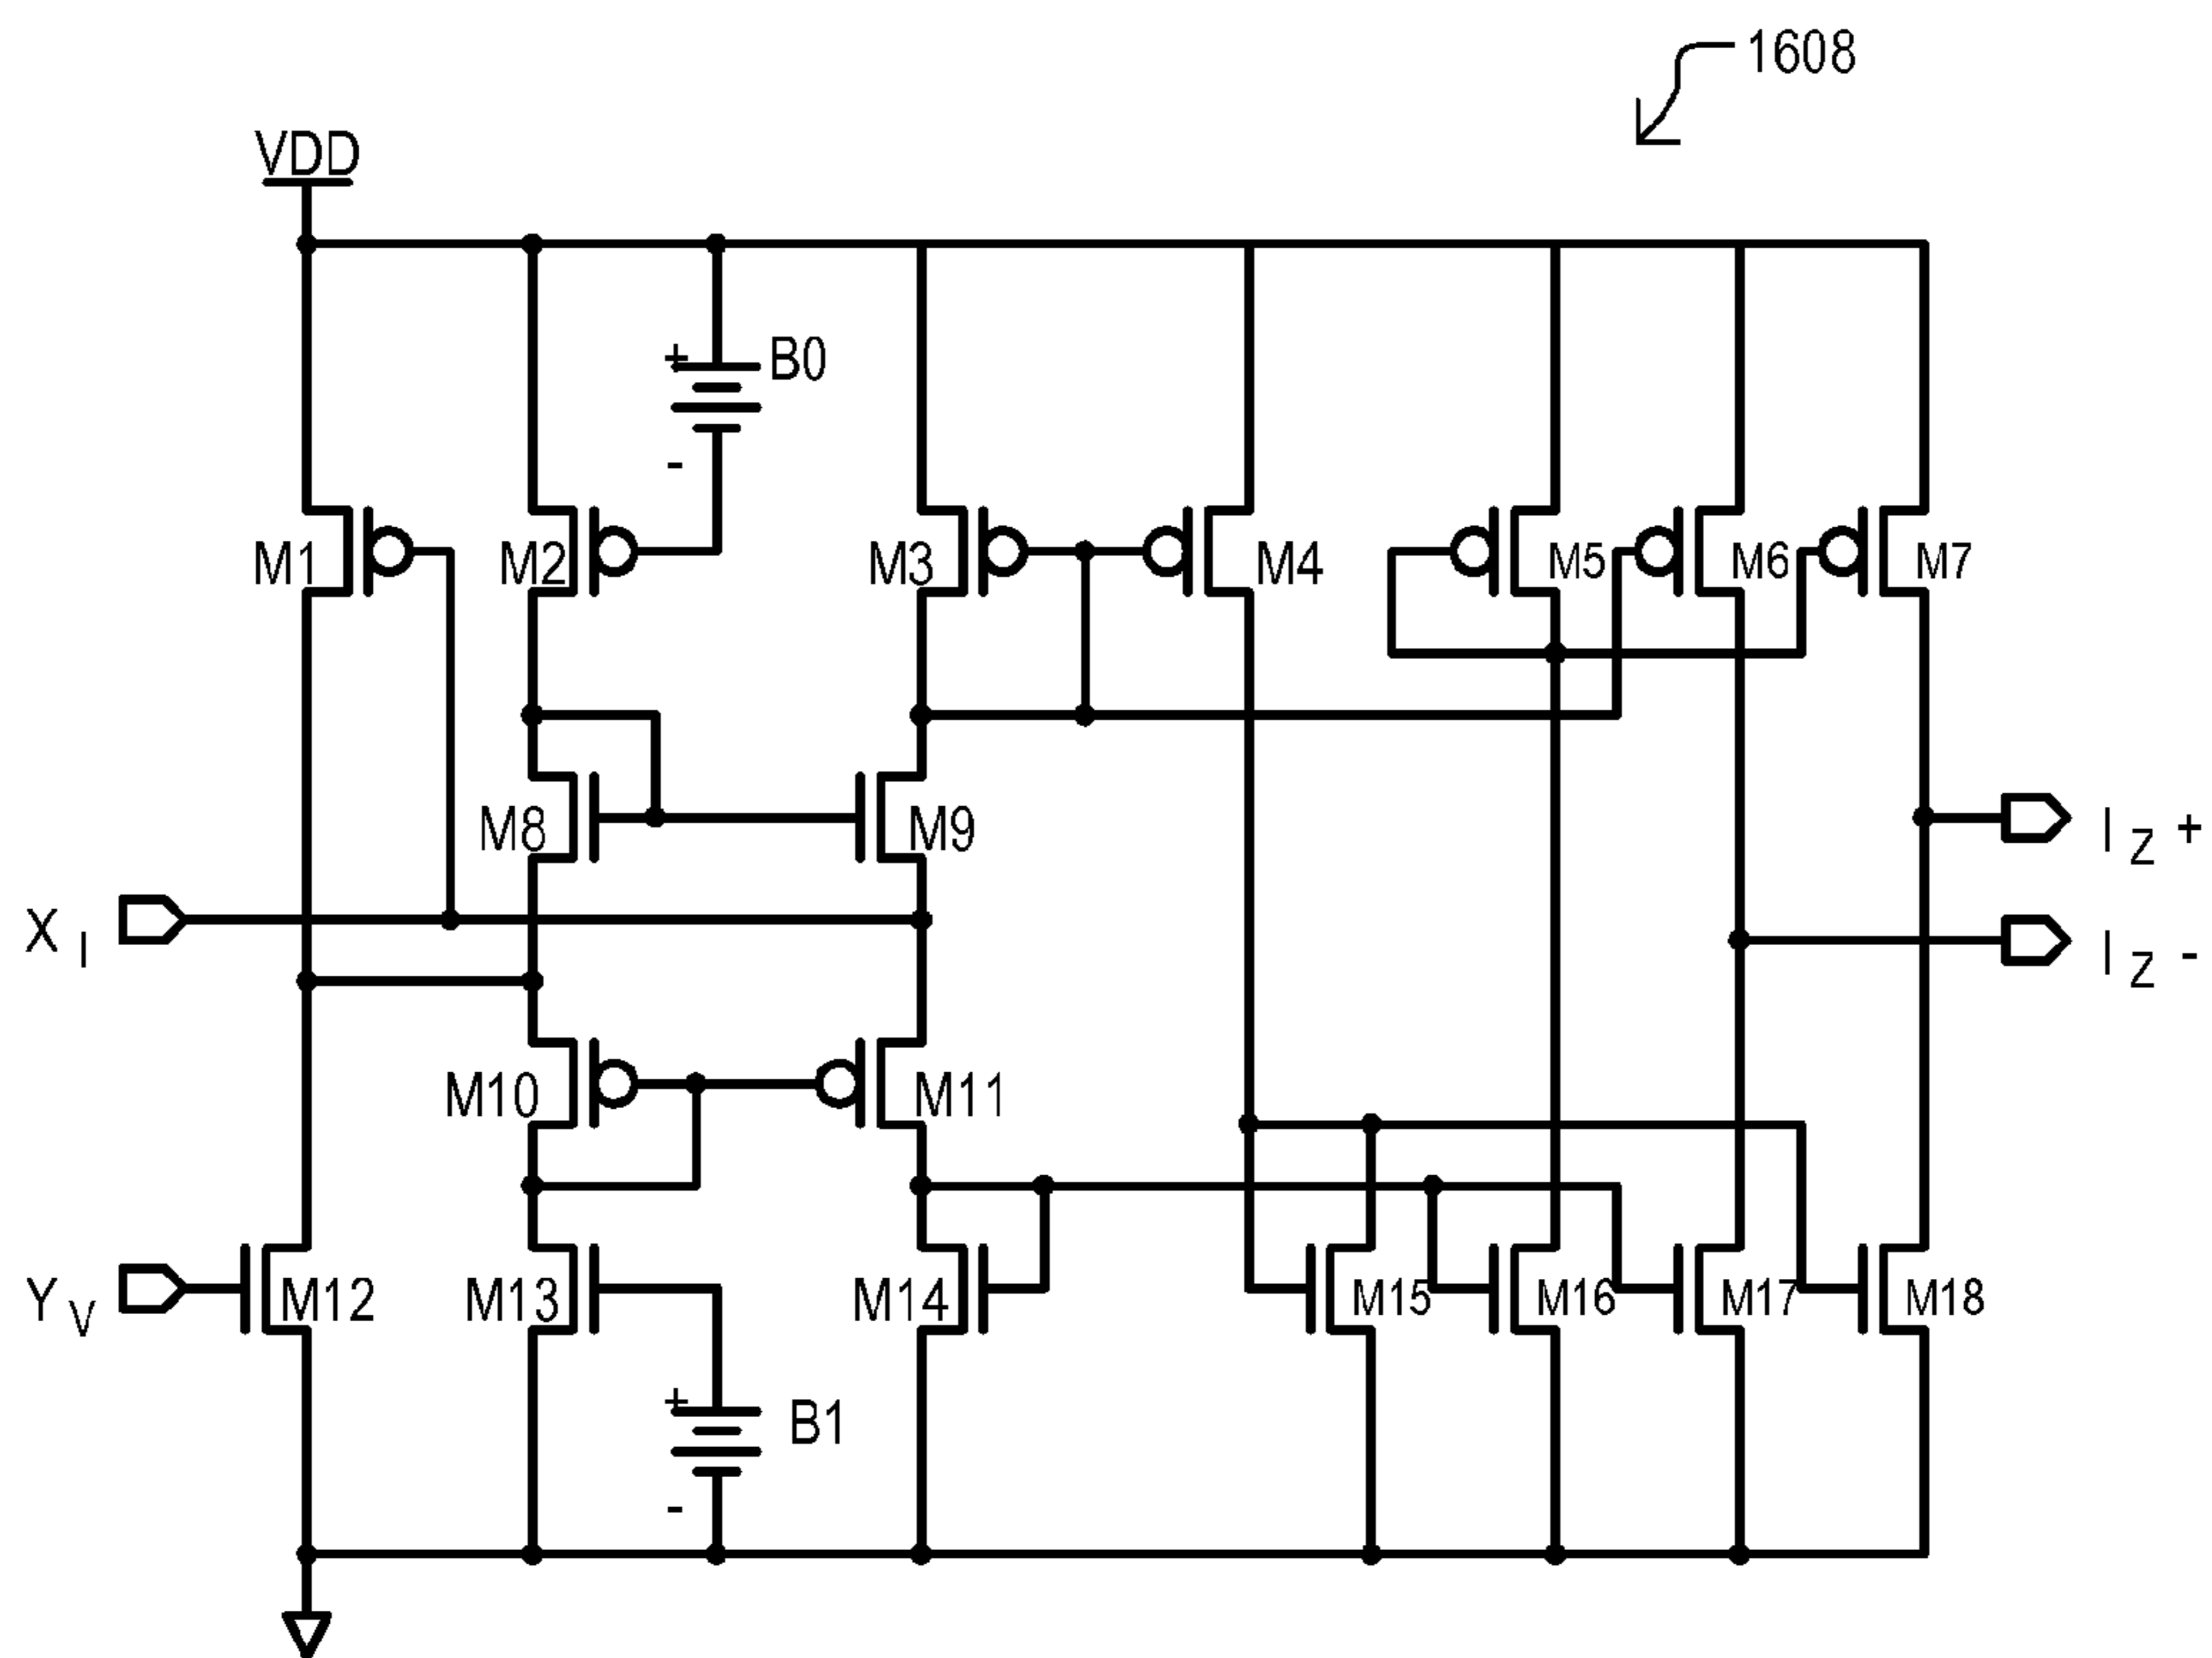 1608
VDD
+ B0
-
M1 M2 M3 M4 M5 M6 M7
M8 M9
I Z +
X I
I Z -
M10 M11
Y V M12 M13 M14 M15 M16 M17 M18
+ B1
-